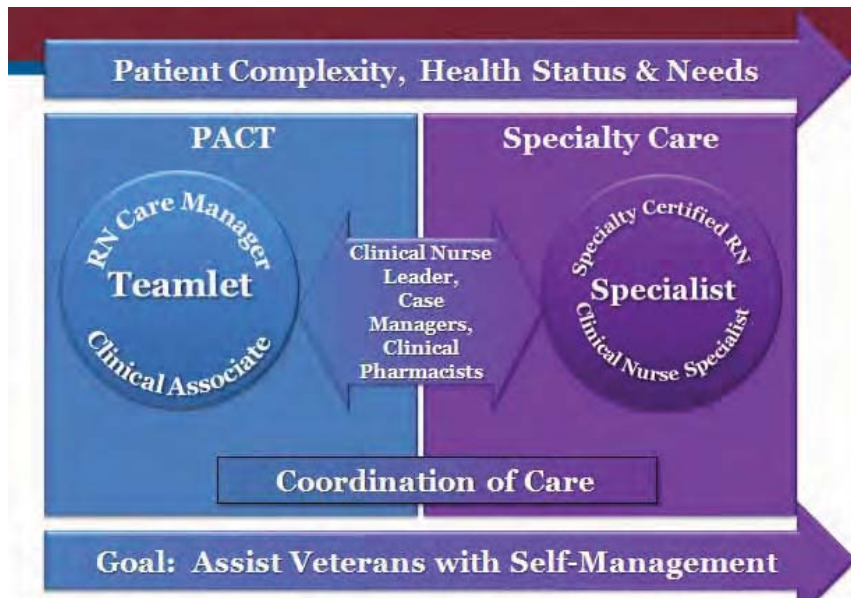 Patient Complexity, Health Status & Needs
PACT
RN Care Manager
Teamlet
Clinical Associate
Clinical Nurse
Leader,
Case
Managers,
Clinical
Pharmacists
Specialty Care
Specialty Certified RN
Specialist
Clinical Nurse Specialist
Coordination of Care
Goal: Assist Veterans with Self-Management